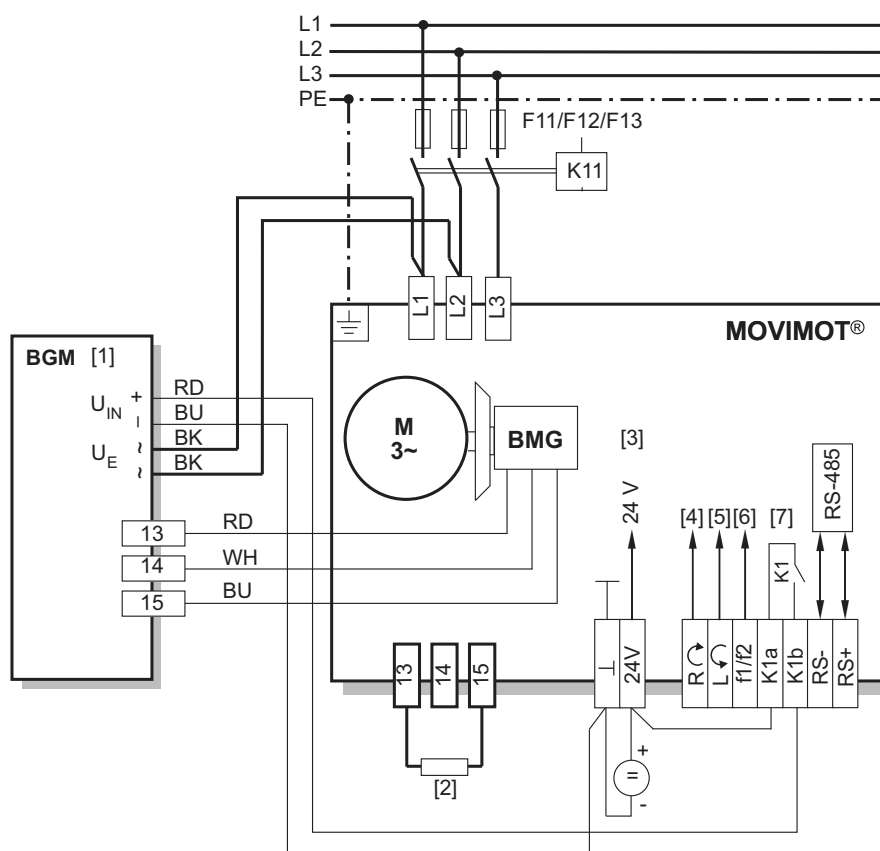 L1
L2
L3
PE
F11/F12/F13
K11
L1
L2
L3
MOVIMOT®
BGM [1]
UIN + −
UE ~ ~
RD
BU
BK
BK
M
3~
BMG
[3]
24 V
[4] [5] [6] [7]
RS-485
K1
13
RD
14
WH
15
BU
13
14
15
⊥
24V
R
L
f1/f2
K1a
K1b
RS-
RS+
[2]
+
=
-